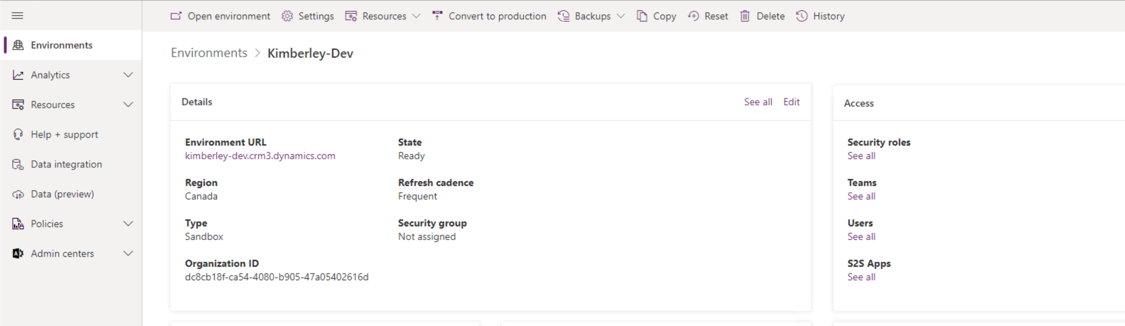 Open environment Settings Resources Convert to production Backups Copy Reset Delete History
Environments
Analytics
Resources
Help + support
Data integration
Data (preview)
Policies
Admin centers
Environments > Kimberley-Dev
Details See all Edit
Environment URL
kimberley-dev.crm3.dynamics.com
State
Ready
Region
Canada
Refresh cadence
Frequent
Type
Sandbox
Security group
Not assigned
Organization ID
dc8cb18f-ca54-4080-b905-47a05402616d
Access
Security roles
See all
Teams
See all
Users
See all
S2S Apps
See all